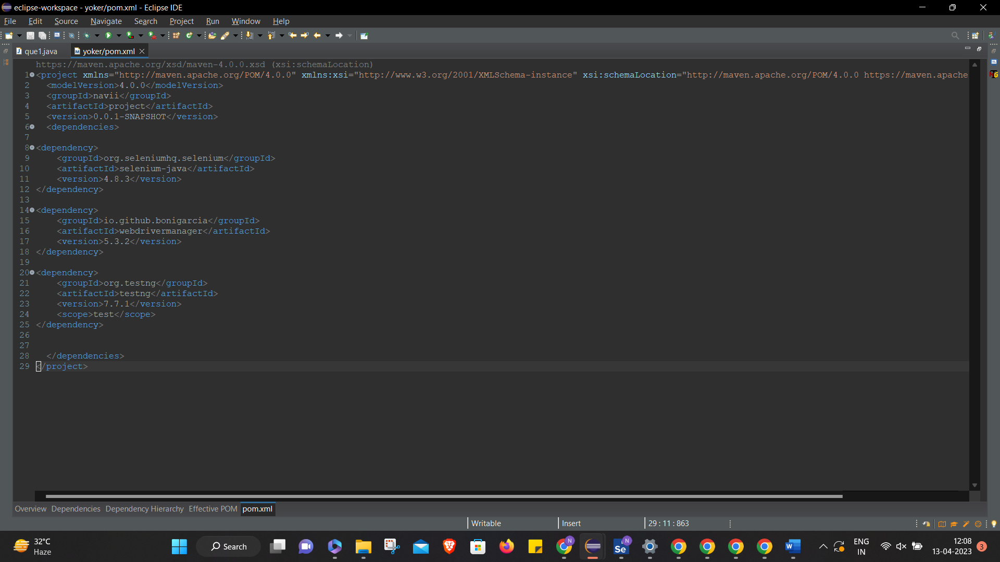 eclipse-workspace - yoker/pom.xml - Eclipse IDE
File Edit Source Navigate Search Project Run Window Help
que1.java yoker/pom.xml
https://maven.apache.org/xsd/maven-4.0.0.xsd (xsi:schemaLocation)
1 <project xmlns="http://maven.apache.org/POM/4.0.0" xmlns:xsi="http://www.w3.org/2001/XMLSchema-instance" xsi:schemaLocation="http://maven.apache.org/POM/4.0.0 https://maven.apache
2 <modelVersion>4.0.0</modelVersion>
3 <groupId>navii</groupId>
4 <artifactId>project</artifactId>
5 <version>0.0.1-SNAPSHOT</version>
6 <dependencies>
7
8 <dependency>
9 <groupId>org.seleniumhq.selenium</groupId>
10 <artifactId>selenium-java</artifactId>
11 <version>4.8.3</version>
12 </dependency>
13
14 <dependency>
15 <groupId>io.github.bonigarcia</groupId>
16 <artifactId>webdrivermanager</artifactId>
17 <version>5.3.2</version>
18 </dependency>
19
20 <dependency>
21 <groupId>org.testng</groupId>
22 <artifactId>testng</artifactId>
23 <version>7.7.1</version>
24 <scope>test</scope>
25 </dependency>
26
27
28 </dependencies>
29 </project>
Overview Dependencies Dependency Hierarchy Effective POM pom.xml
Writable Insert 29 : 11 : 863
32°C
Haze
Search
N
Se N
W
ENG
IN
12:08
13-04-2023
3